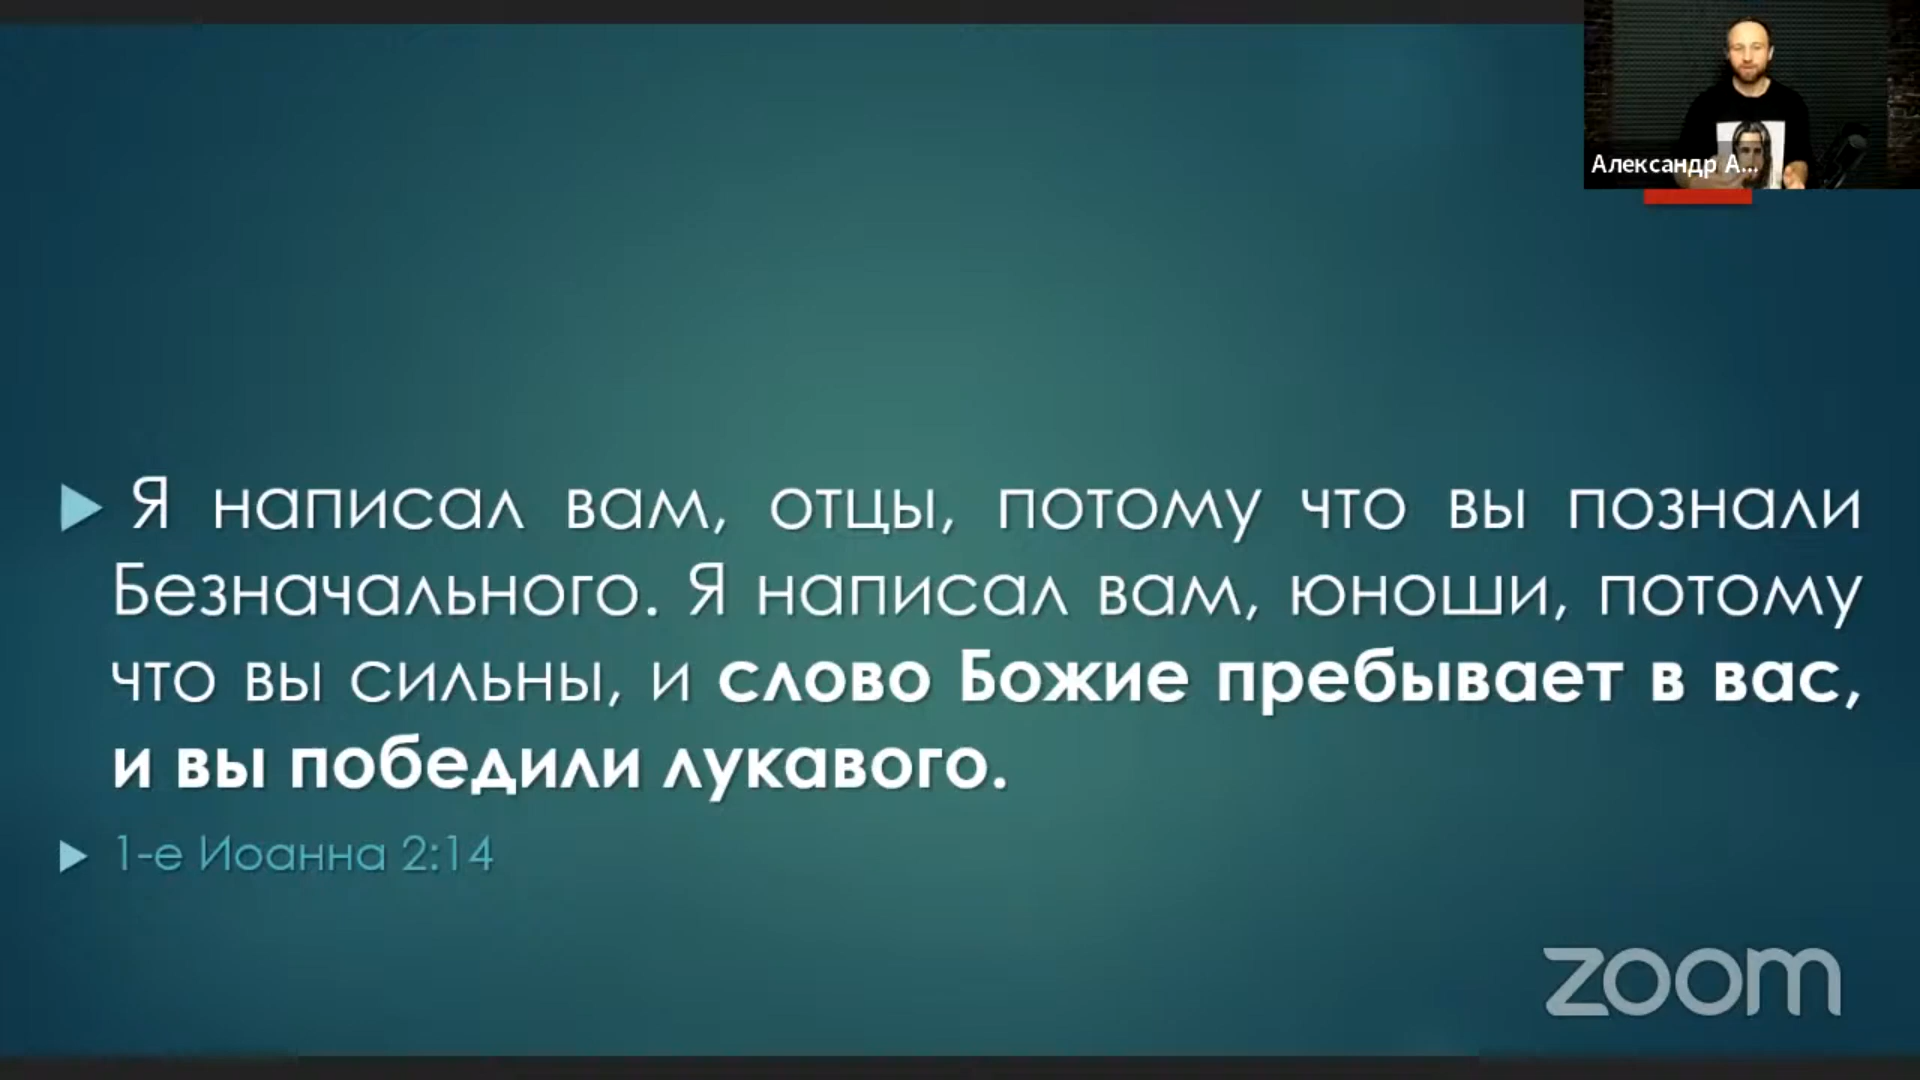 Александр А...
Я написал вам, отцы, потому что вы познали
Безначального. Я написал вам, юноши, потому
что вы сильны, и слово Божие пребывает в вас,
и вы победили лукавого.
1-е Иоанна 2:14
zoom